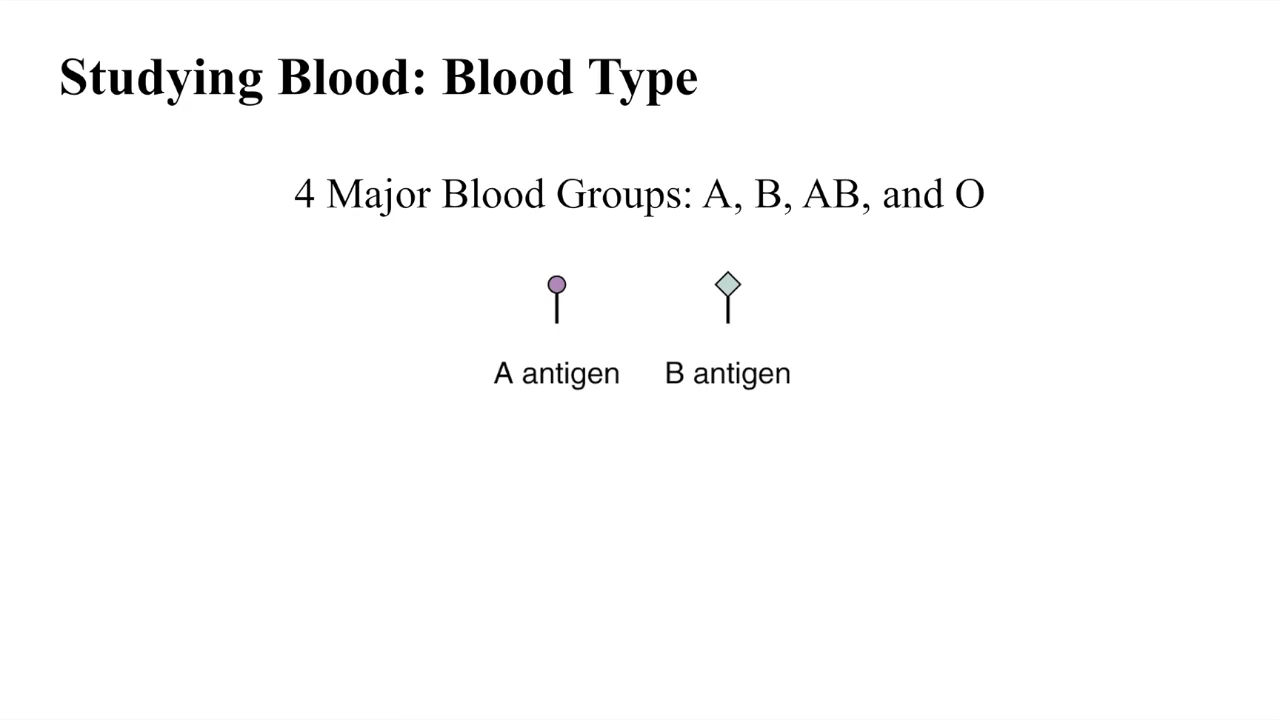 Studying Blood: Blood Type
4 Major Blood Groups: A, B, AB, and O
A antigen B antigen